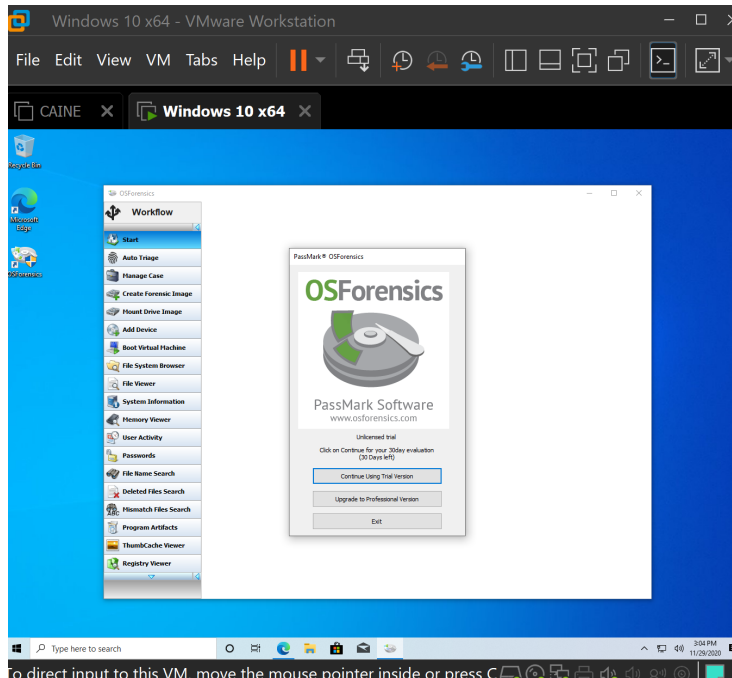 Windows 10 x64 - VMware Workstation
File Edit View VM Tabs Help
CAINE
Windows 10 x64
Recycle Bin
Microsoft
Edge
OSForensics
OSForensics
Workflow
Start
Auto Triage
Manage Case
Create Forensic Image
Mount Drive Image
Add Device
Boot Virtual Machine
File System Browser
File Viewer
System Information
Memory Viewer
User Activity
Passwords
File Name Search
Deleted Files Search
Mismatch Files Search
Program Artifacts
ThumbCache Viewer
Registry Viewer
PassMark® OSForensics
OSForensics
PassMark Software
www.osforensics.com
Unlicensed trial
Click on Continue for your 30day evaluation
(30 Days left)
Continue Using Trial Version
Upgrade to Professional Version
Exit
Type here to search
3:04 PM
11/29/2020
To direct input to this VM, move the mouse pointer inside or press C